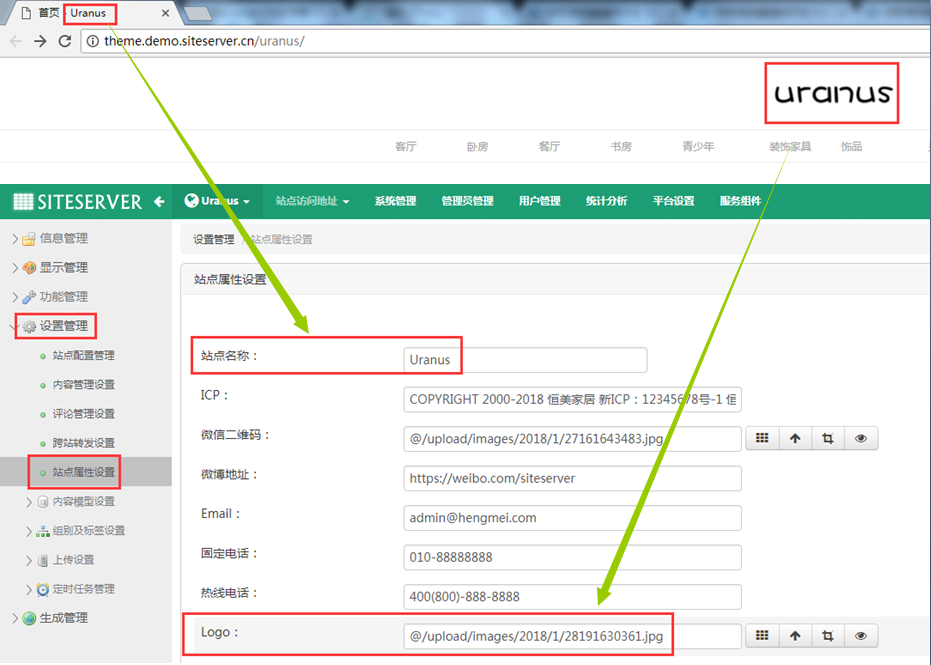 首页 Uranus
theme.demo.siteserver.cn/uranus/
uranus
客厅 卧房 餐厅 书房 青少年 装饰家具 饰品
SITESERVER Uranus 站点访问地址 系统管理 管理员管理 用户管理 统计分析 平台设置 服务组件
信息管理
显示管理
功能管理
设置管理
站点配置管理
内容管理设置
评论管理设置
跨站转发设置
站点属性设置
内容模型设置
组别及标签设置
上传设置
定时任务管理
生成管理
设置管理 / 站点属性设置
站点属性设置
站点名称： Uranus
ICP： COPYRIGHT 2000-2018 恒美家居 新ICP：12345678号-1 恒
微信二维码： @/upload/images/2018/1/27161643483.jpg
微博地址： https://weibo.com/siteserver
Email： admin@hengmei.com
固定电话： 010-88888888
热线电话： 400(800)-888-8888
Logo： @/upload/images/2018/1/28191630361.jpg